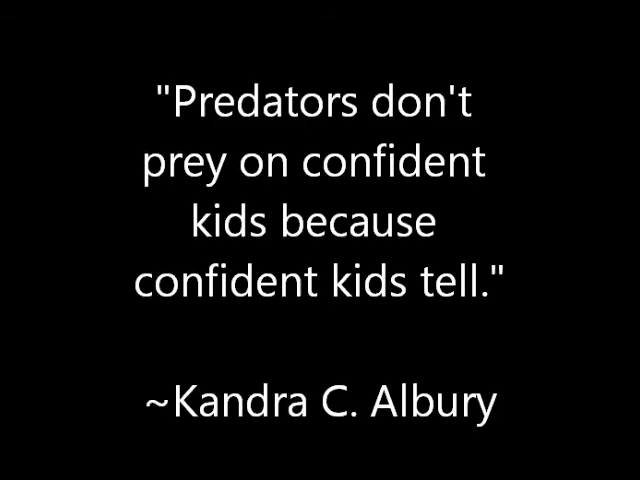 "Predators don't
prey on confident
kids because
confident kids tell."
~Kandra C. Albury